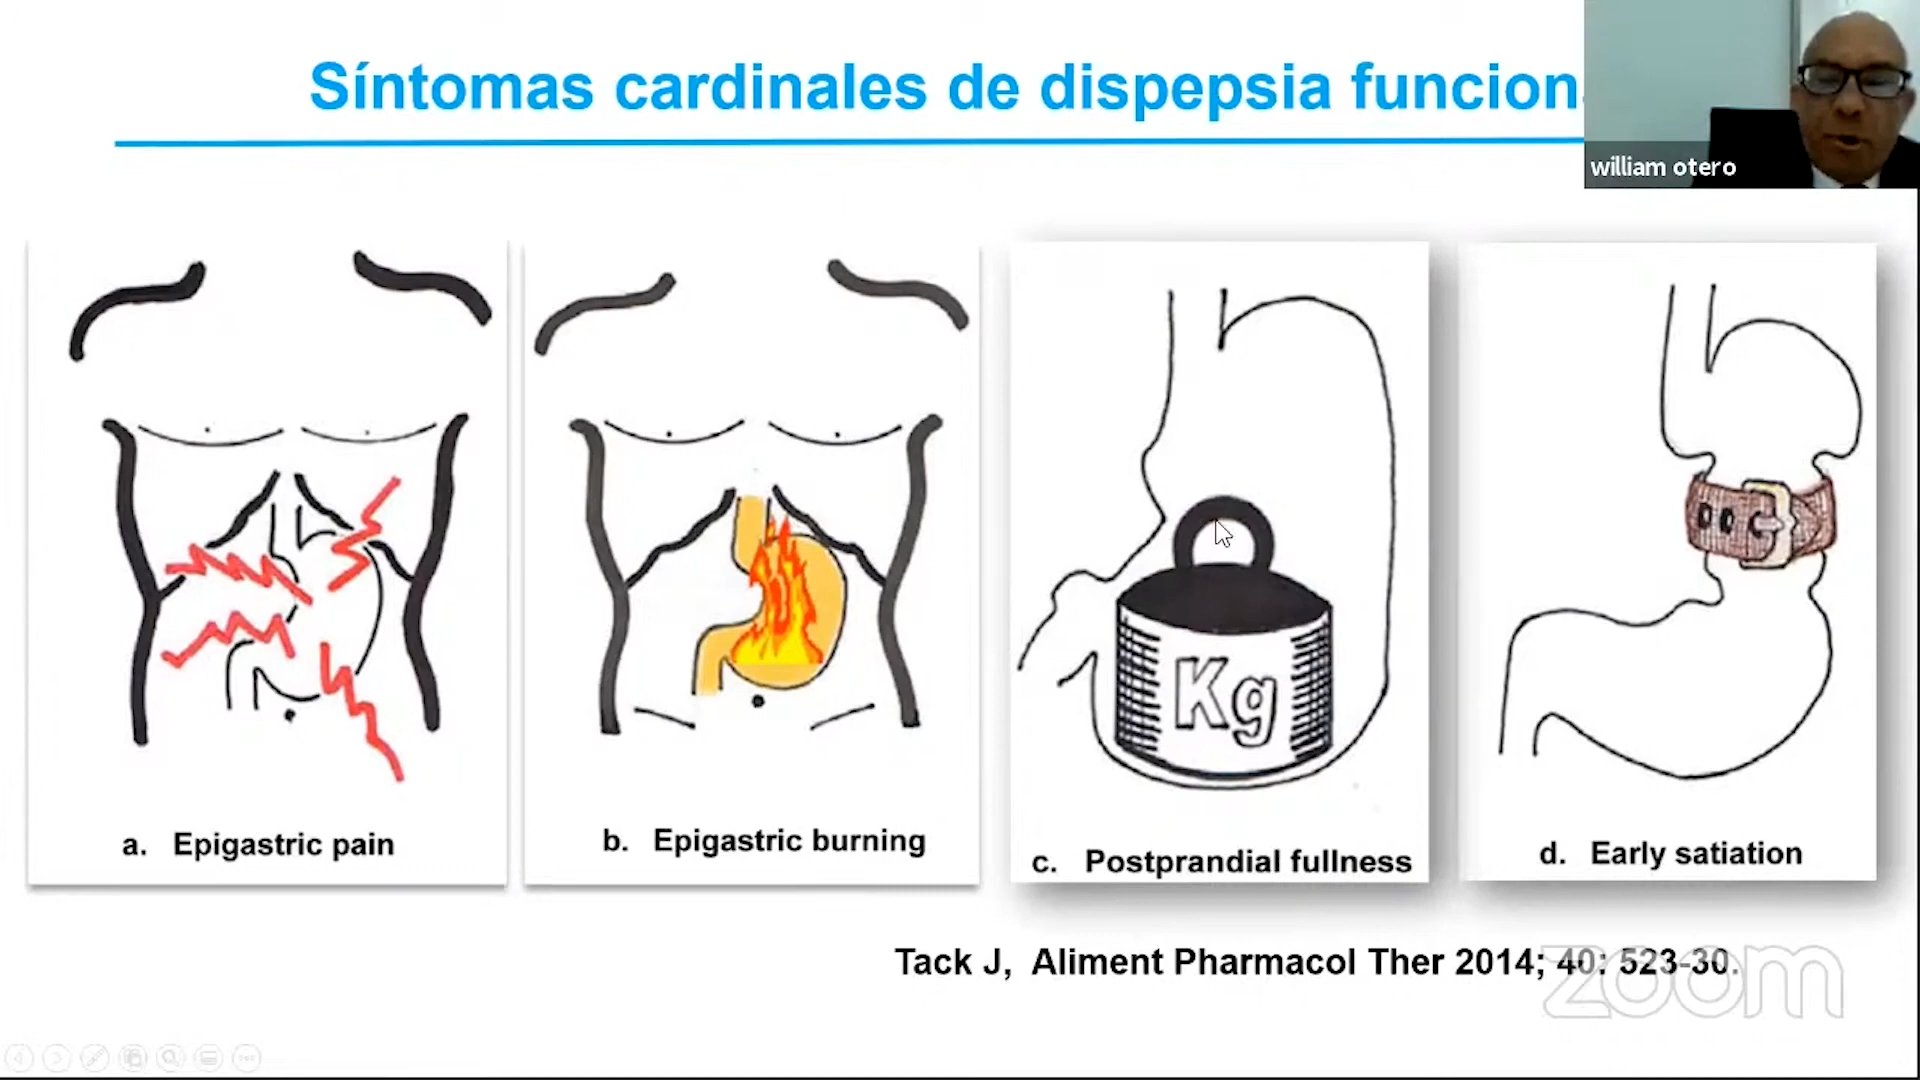 Síntomas cardinales de dispepsia funcion
william otero
Kg
a. Epigastric pain
b. Epigastric burning
c. Postprandial fullness
d. Early satiation
Tack J, Aliment Pharmacol Ther 2014; 40: 523-30.
zoom